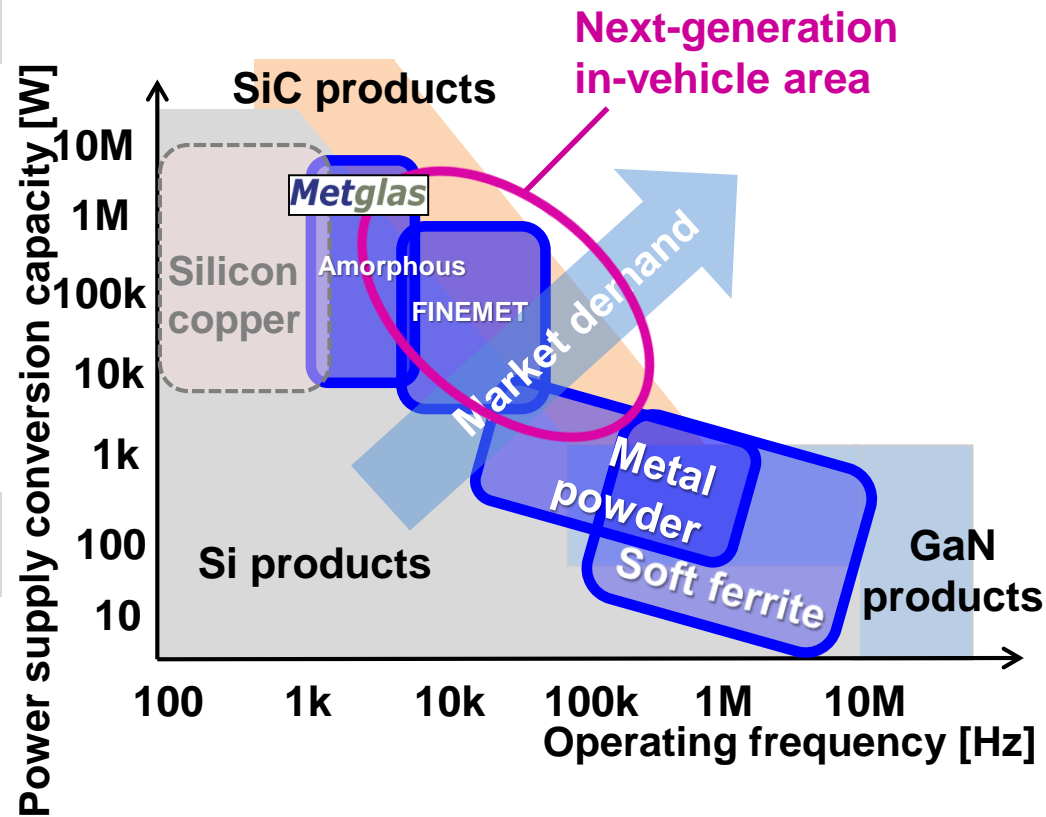 Next-generation
in-vehicle area
SiC products
Power supply conversion capacity [W]
10M
1M
100k
10k
1k
100
10
Metglas
Silicon
copper
Amorphous
FINEMET
Market demand
Metal
powder
Soft ferrite
Si products
GaN
products
100
1k
10k
100k
1M
10M
Operating frequency [Hz]